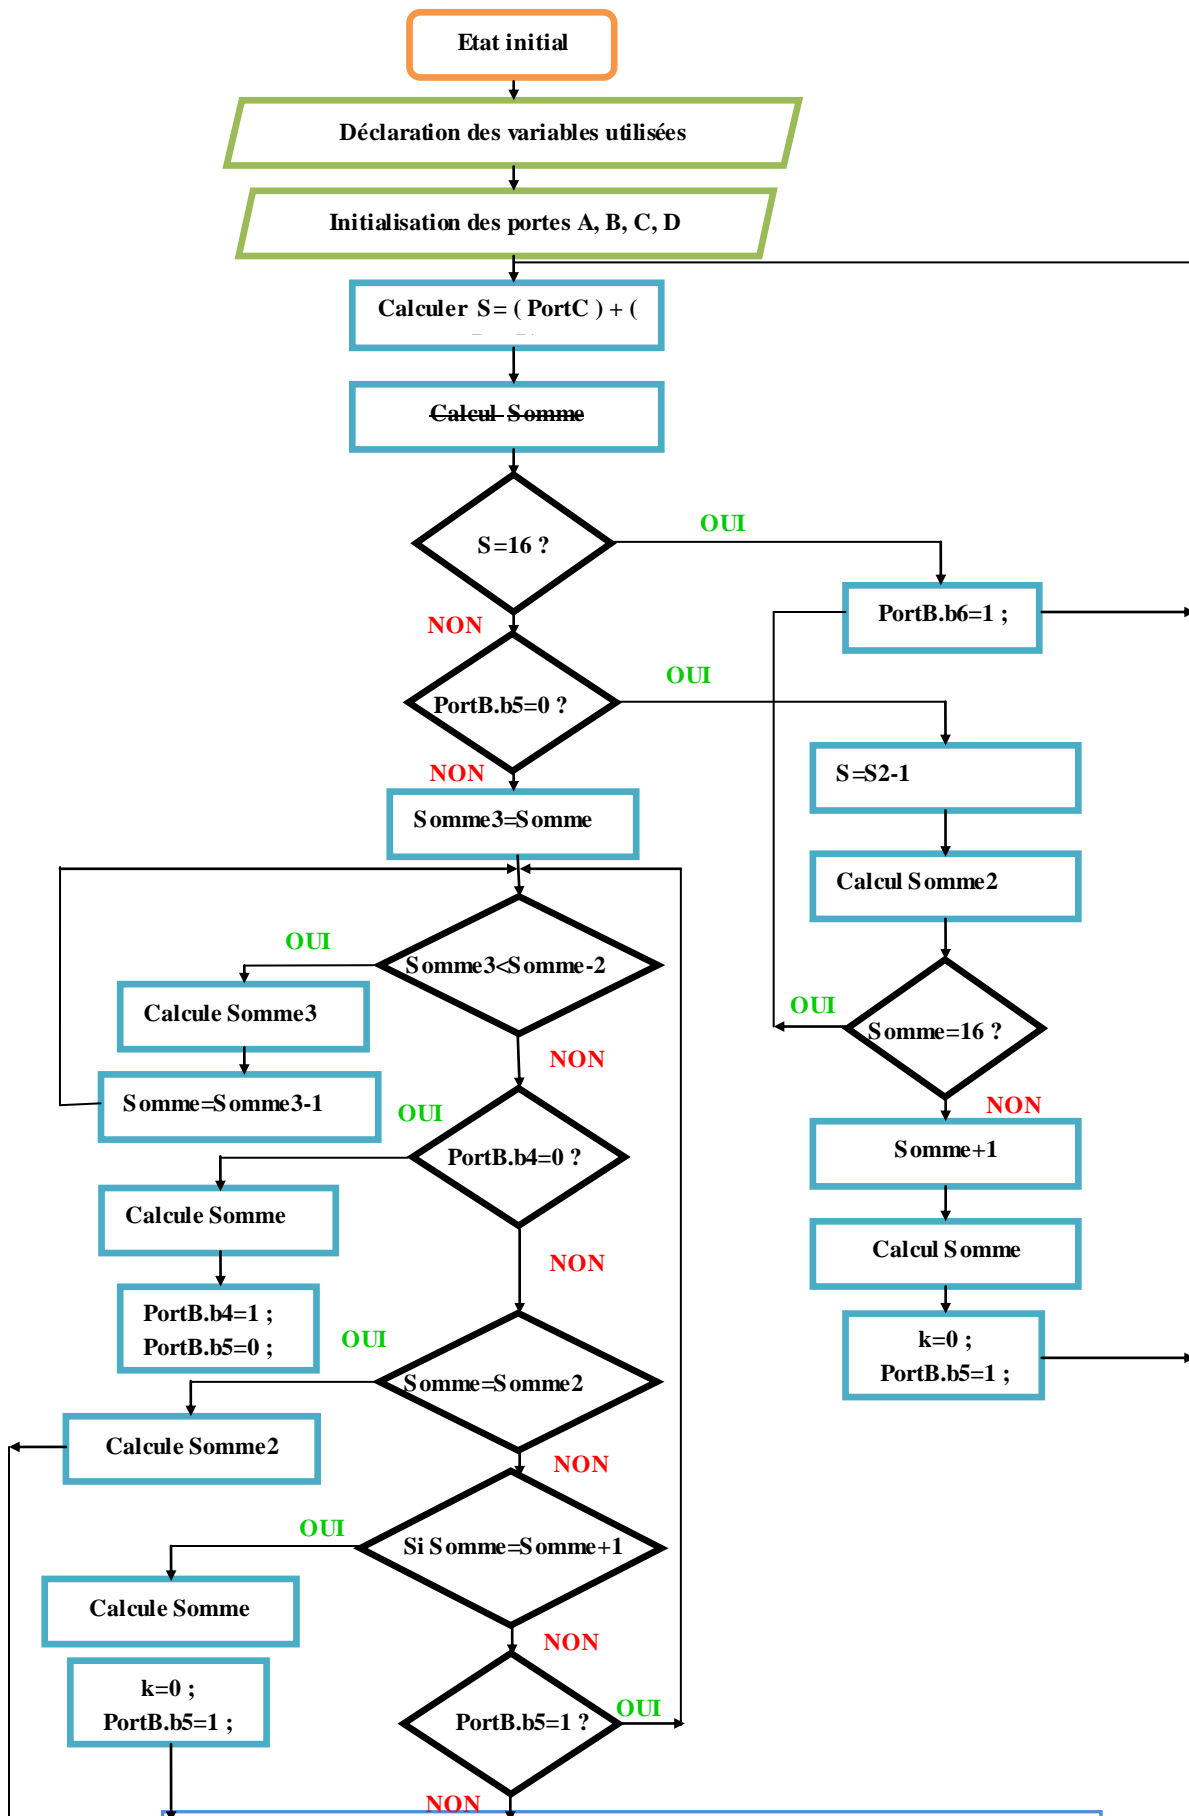 Etat initial
Déclaration des variables utilisées
Initialisation des portes A, B, C, D
Calculer S= ( PortC ) + (
Calcul Somme
S=16 ?
OUI
NON
PortB.b6=1 ;
PortB.b5=0 ?
OUI
NON
S=S2-1
Somme3=Somme
Calcul Somme2
OUI
Somme3<Somme-2
Calcule Somme3
OUI
Somme=16 ?
NON
Somme=Somme3-1
OUI
NON
PortB.b4=0 ?
Somme+1
Calcule Somme
Calcul Somme
NON
PortB.b4=1 ;
PortB.b5=0 ;
OUI
k=0 ;
PortB.b5=1 ;
Somme=Somme2
Calcule Somme2
NON
OUI
Si Somme=Somme+1
Calcule Somme
NON
k=0 ;
PortB.b5=1 ;
PortB.b5=1 ?
OUI
NON